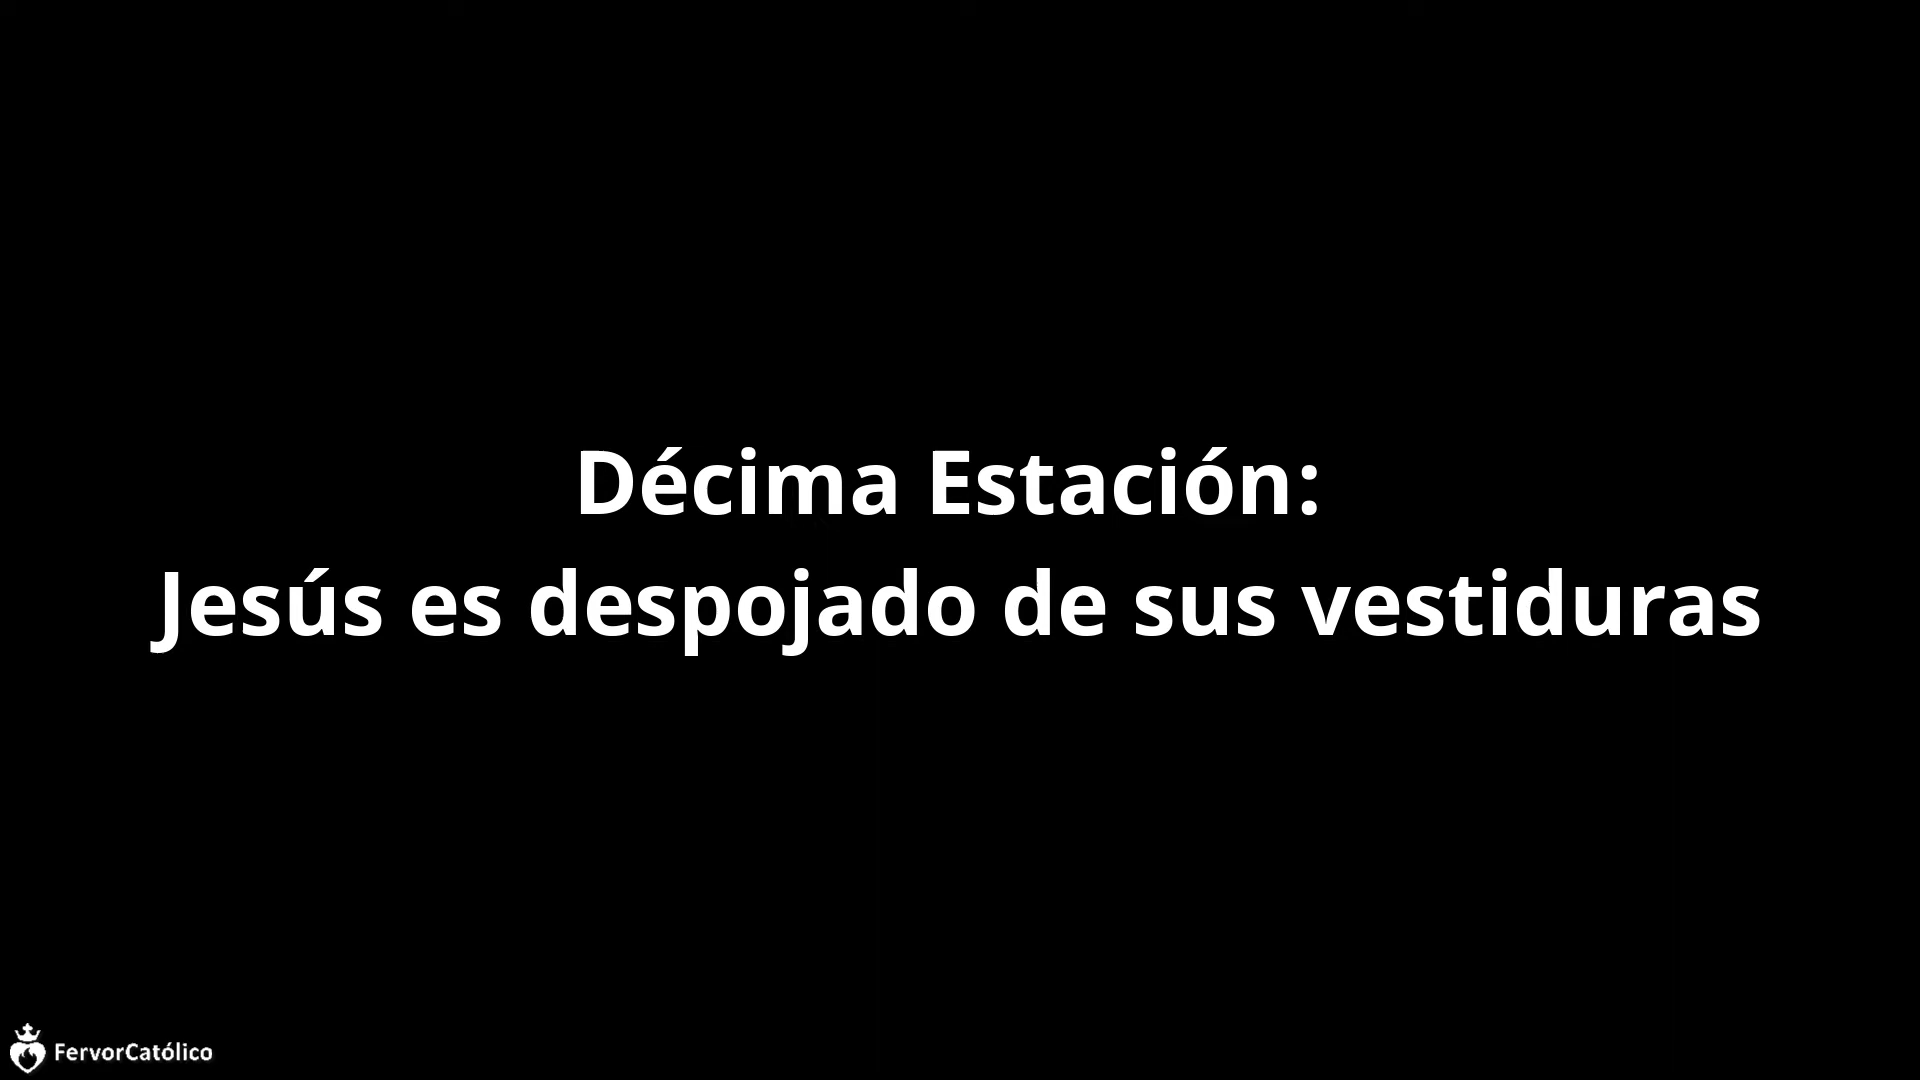 Décima Estación:
Jesús es despojado de sus vestiduras
FervorCatólico